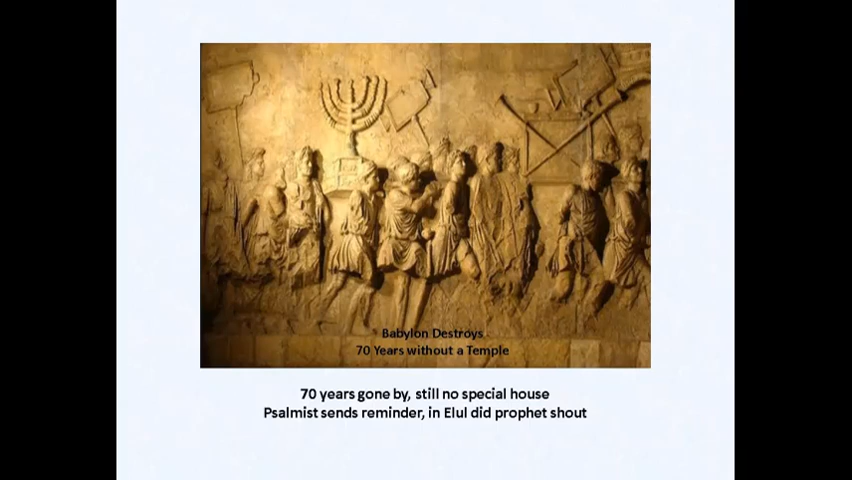 Babylon Destroys
70 Years without a Temple
70 years gone by, still no special house
Psalmist sends reminder, in Elul did prophet shout